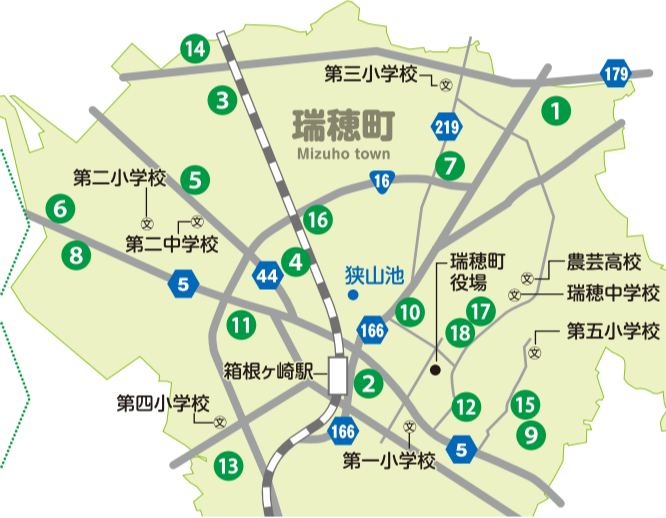 14
179
第三小学校
3
1
瑞穂町
Mizuho town
219
7
第二小学校
5
16
6
16
第二中学校
8
4
瑞穂町
役場
農芸高校
5
44
狭山池
瑞穂中学校
10
17
11
166
18
第五小学校
箱根ヶ崎駅
2
第四小学校
12
15
166
9
第一小学校
5
13